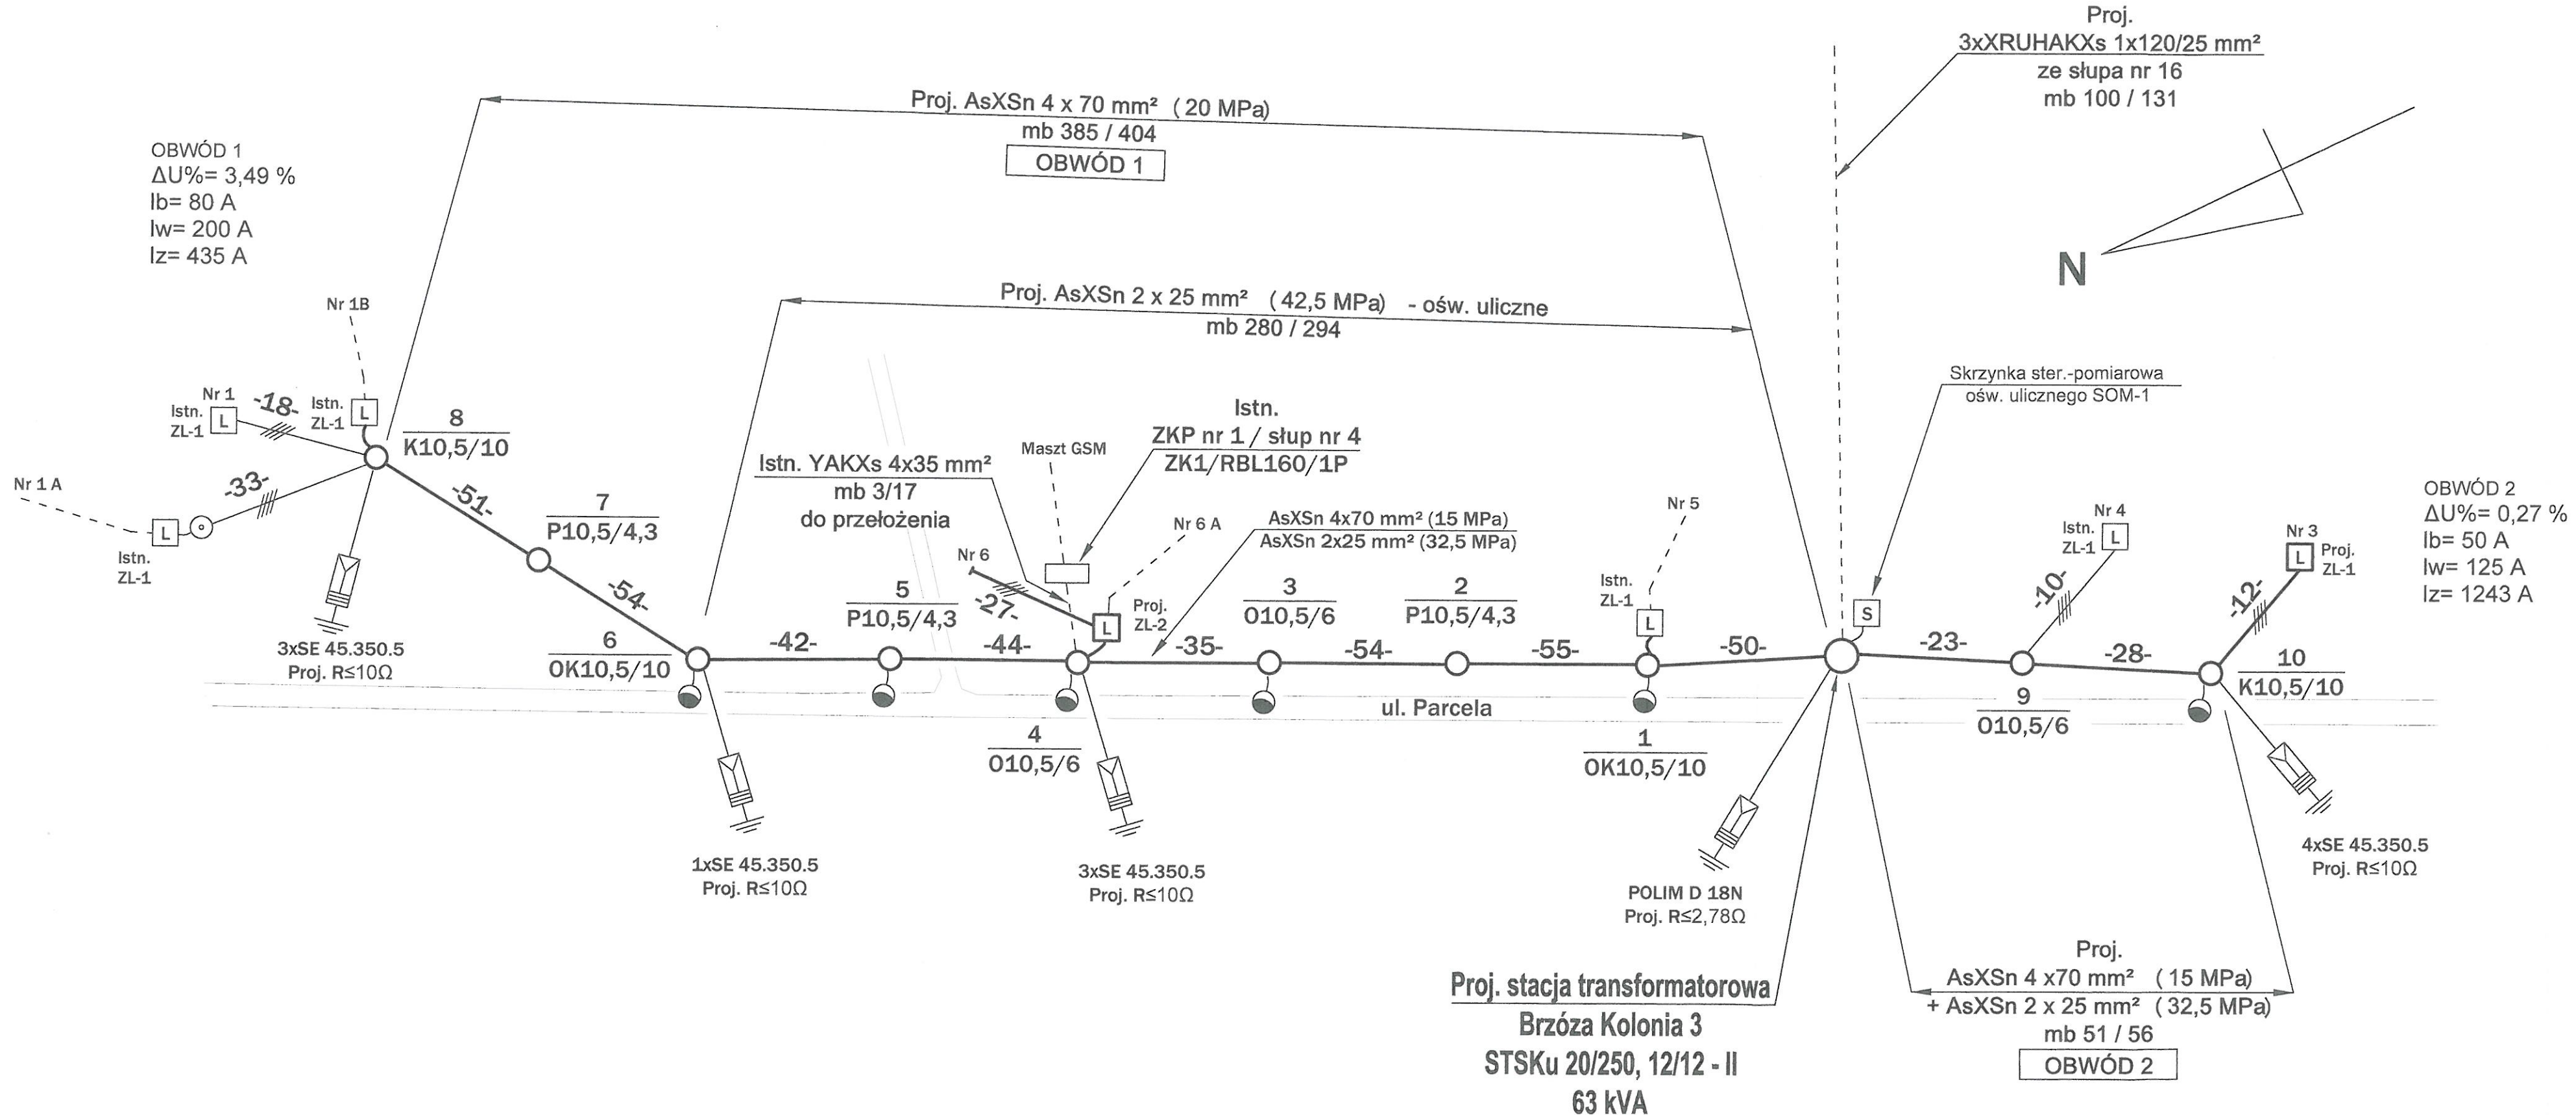 Proj.
3xXRUHAKXs 1x120/25 mm²
ze słupa nr 16
mb 100 / 131
Proj. AsXSn 4 x 70 mm² ( 20 MPa)
mb 385 / 404
OBWÓD 1
OBWÓD 1
ΔU%= 3,49 %
Ib= 80 A
Iw= 200 A
Iz= 435 A
N
Proj. AsXSn 2 x 25 mm² ( 42,5 MPa) - ośw. uliczne
mb 280 / 294
Nr 1B
Nr 1
Istn.
ZL-1
L
-18-
Istn.
ZL-1
L
8
K10,5/10
Nr 1 A
-33-
L
Istn.
ZL-1
-51-
7
P10,5/4,3
-54-
3xSE 45.350.5
Proj. R≤10Ω
Istn.
ZKP nr 1 / słup nr 4
ZK1/RBL160/1P
Maszt GSM
Istn. YAKXs 4x35 mm²
mb 3/17
do przełożenia
Nr 6 A
AsXSn 4x70 mm² (15 MPa)
AsXSn 2x25 mm² (32,5 MPa)
Nr 6
-27-
L
Proj.
ZL-2
Skrzynka ster.-pomiarowa
ośw. ulicznego SOM-1
Nr 5
Istn.
ZL-1
L
S
Nr 4
Istn.
ZL-1
L
-10-
Nr 3
L
Proj.
ZL-1
-12-
OBWÓD 2
ΔU%= 0,27 %
Ib= 50 A
Iw= 125 A
Iz= 1243 A
6
OK10,5/10
-42-
5
P10,5/4,3
-44-
-35-
3
O10,5/6
-54-
2
P10,5/4,3
-55-
-50-
-23-
-28-
10
K10,5/10
ul. Parcela
4
O10,5/6
1
OK10,5/10
9
O10,5/6
1xSE 45.350.5
Proj. R≤10Ω
3xSE 45.350.5
Proj. R≤10Ω
POLIM D 18N
Proj. R≤2,78Ω
4xSE 45.350.5
Proj. R≤10Ω
Proj. stacja transformatorowa
Brzóza Kolonia 3
STSKu 20/250, 12/12 - II
63 kVA
Proj.
AsXSn 4 x70 mm² ( 15 MPa)
+ AsXSn 2 x 25 mm² ( 32,5 MPa)
mb 51 / 56
OBWÓD 2